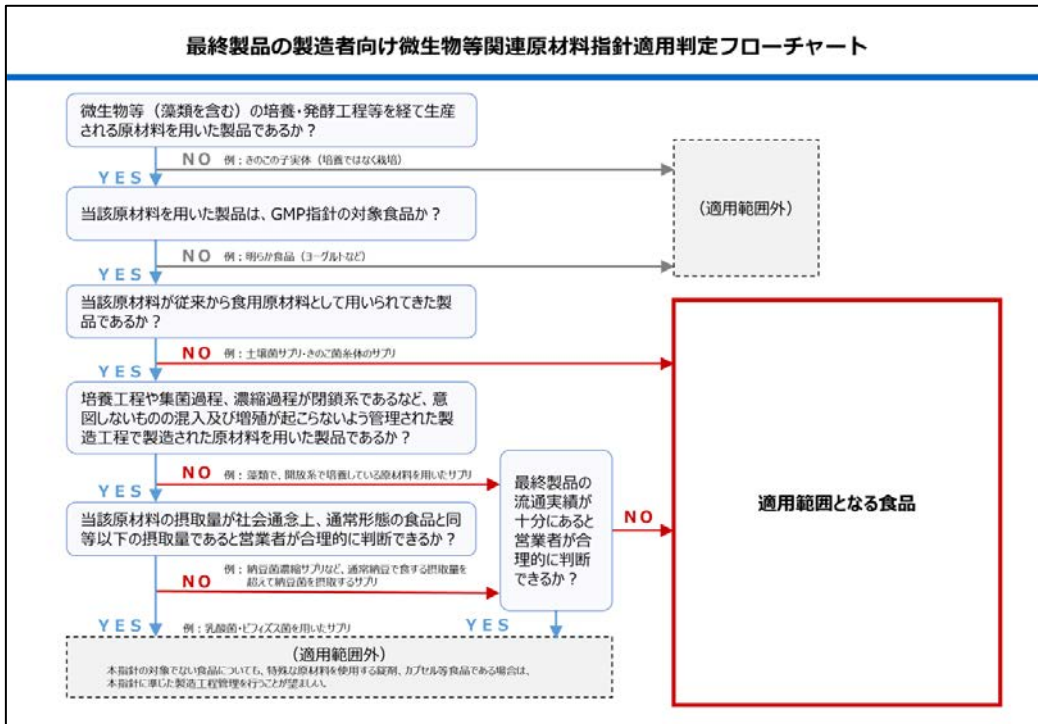 最終製品の製造者向け微生物等関連原材料指針適用判定フローチャート
微生物等（藻類を含む）の培養・発酵工程等を経て生産
される原材料を用いた製品であるか？
NO 例：きのこの子実体（培養ではなく栽培）
YES
（適用範囲外）
当該原材料を用いた製品は、GMP指針の対象食品か？
NO 例：明らか食品（ヨーグルトなど）
YES
当該原材料が従来から食用原材料として用いられてきた製
品であるか？
NO 例：土壌菌サプリ・きのこ菌糸体のサプリ
YES
培養工程や集菌過程、濃縮過程が閉鎖系であるなど、意
図しないものの混入及び増殖が起こらないよう管理された製
造工程で製造された原材料を用いた製品であるか？
NO 例：藻類で、開放系で培養している原材料を用いたサプリ
YES
当該原材料の摂取量が社会通念上、通常形態の食品と同
等以下の摂取量であると営業者が合理的に判断できるか？
NO 例：納豆菌濃縮サプリなど、通常納豆で食する摂取量を
超えて納豆菌を摂取するサプリ
YES 例：乳酸菌・ビフィズス菌を用いたサプリ
最終製品の
流通実績が
十分にあると
営業者が合
理的に判断
できるか？
NO
YES
適用範囲となる食品
（適用範囲外）
本指針の対象でない食品についても、特殊な原材料を使用する錠剤、カプセル等食品である場合は、
本指針に準じた製造工程管理を行うことが望ましい。